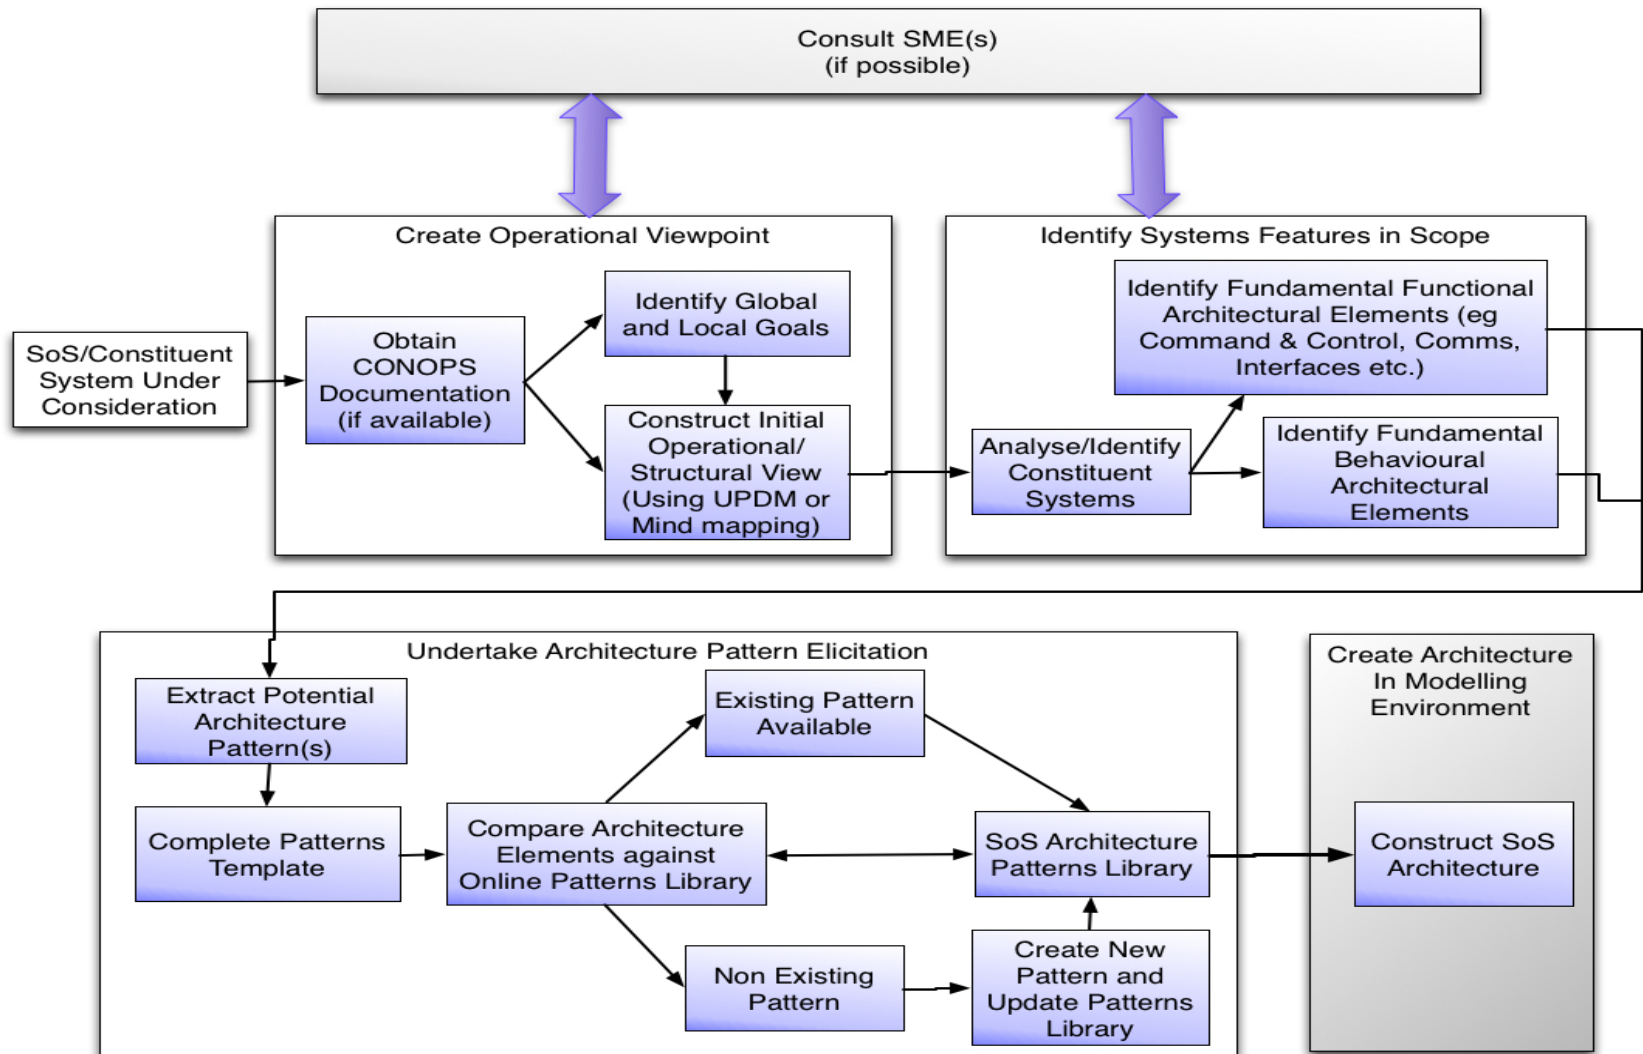 Consult SME(s)
(if possible)
Create Operational Viewpoint
Identify Systems Features in Scope
SoS/Constituent
System Under
Consideration
Obtain
CONOPS
Documentation
(if available)
Identify Global
and Local Goals
Construct Initial
Operational/
Structural View
(Using UPDM or
Mind mapping)
Analyse/Identify
Constituent
Systems
Identify Fundamental Functional
Architectural Elements (eg
Command & Control, Comms,
Interfaces etc.)
Identify Fundamental
Behavioural
Architectural
Elements
Undertake Architecture Pattern Elicitation
Extract Potential
Architecture
Pattern(s)
Complete Patterns
Template
Compare Architecture
Elements against
Online Patterns Library
Existing Pattern
Available
Non Existing
Pattern
SoS Architecture
Patterns Library
Create New
Pattern and
Update Patterns
Library
Create Architecture
In Modelling
Environment
Construct SoS
Architecture